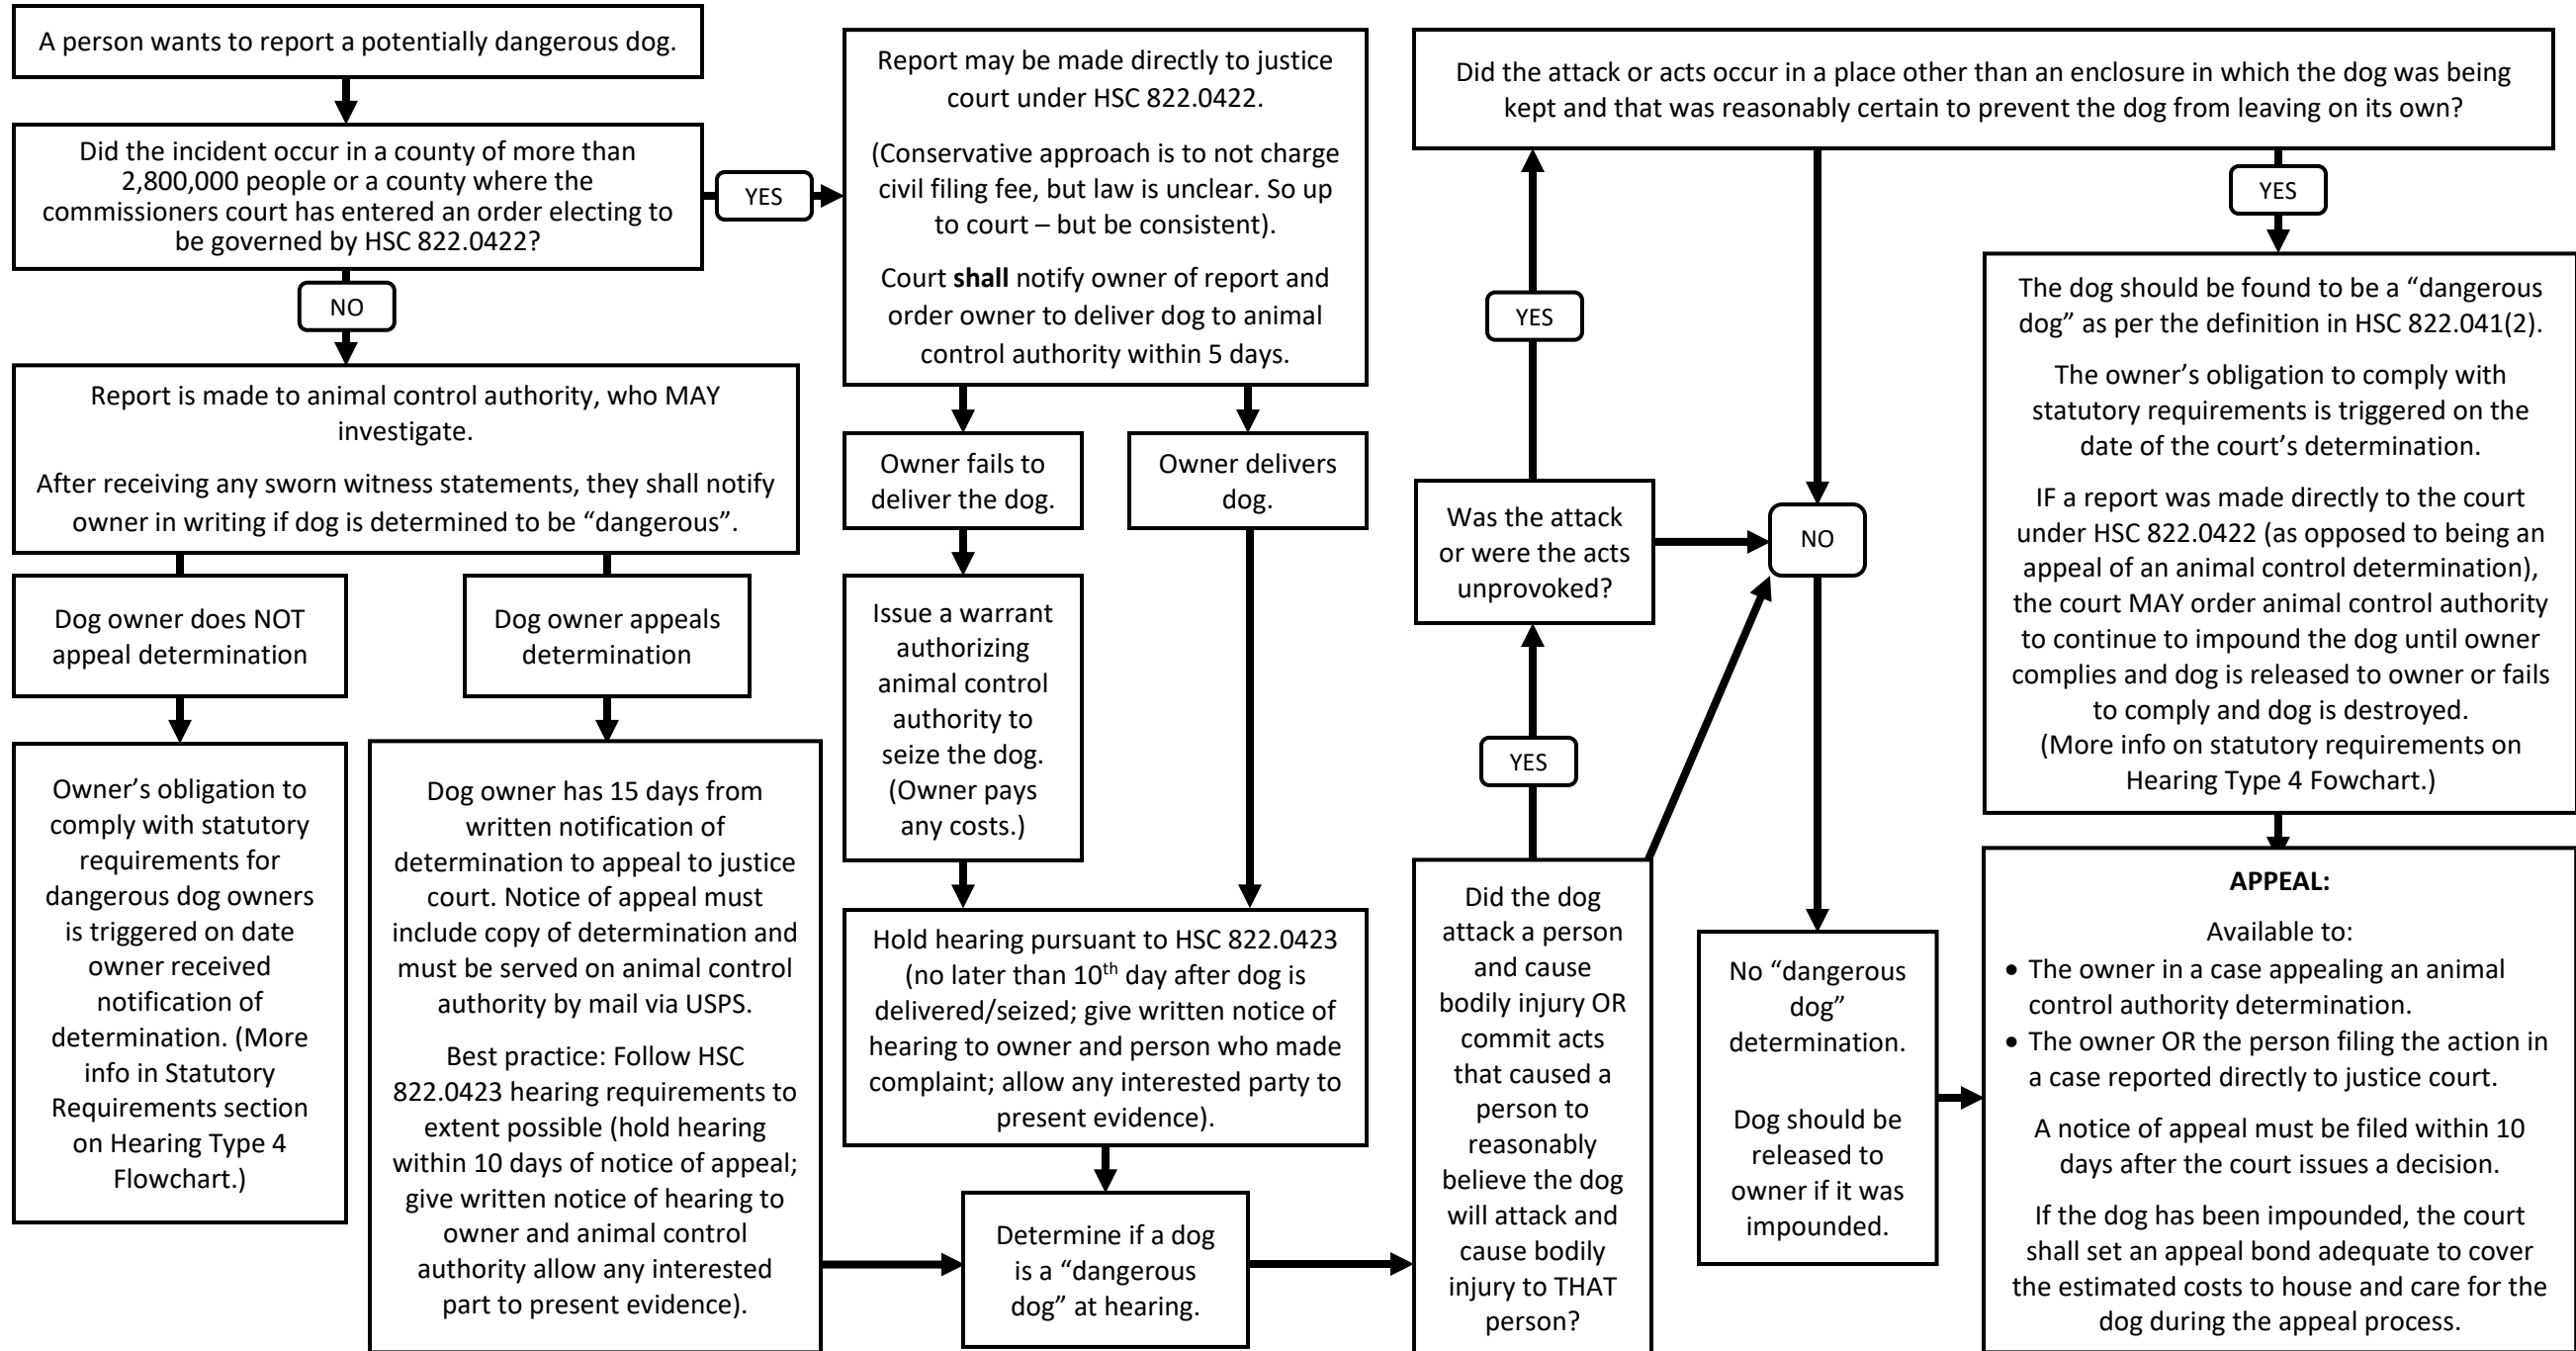 A person wants to report a potentially dangerous dog.
Did the incident occur in a county of more than
2,800,000 people or a county where the
commissioners court has entered an order electing to
be governed by HSC 822.0422?
YES
NO
Report is made to animal control authority, who MAY
investigate.
After receiving any sworn witness statements, they shall notify
owner in writing if dog is determined to be “dangerous”.
Dog owner does NOT
appeal determination
Dog owner appeals
determination
Owner’s obligation to
comply with statutory
requirements for
dangerous dog owners
is triggered on date
owner received
notification of
determination. (More
info in Statutory
Requirements section
on Hearing Type 4
Flowchart.)
Dog owner has 15 days from
written notification of
determination to appeal to justice
court. Notice of appeal must
include copy of determination and
must be served on animal control
authority by mail via USPS.
Best practice: Follow HSC
822.0423 hearing requirements to
extent possible (hold hearing
within 10 days of notice of appeal;
give written notice of hearing to
owner and animal control
authority allow any interested
part to present evidence).
Report may be made directly to justice
court under HSC 822.0422.
(Conservative approach is to not charge
civil filing fee, but law is unclear. So up
to court – but be consistent).
Court shall notify owner of report and
order owner to deliver dog to animal
control authority within 5 days.
Owner fails to
deliver the dog.
Owner delivers
dog.
Issue a warrant
authorizing
animal control
authority to
seize the dog.
(Owner pays
any costs.)
Hold hearing pursuant to HSC 822.0423
(no later than 10th day after dog is
delivered/seized; give written notice of
hearing to owner and person who made
complaint; allow any interested party to
present evidence).
Determine if a dog
is a “dangerous
dog” at hearing.
Did the dog
attack a person
and cause
bodily injury OR
commit acts
that caused a
person to
reasonably
believe the dog
will attack and
cause bodily
injury to THAT
person?
YES
Was the attack
or were the acts
unprovoked?
YES
NO
Did the attack or acts occur in a place other than an enclosure in which the dog was being
kept and that was reasonably certain to prevent the dog from leaving on its own?
YES
No “dangerous
dog”
determination.
Dog should be
released to
owner if it was
impounded.
The dog should be found to be a “dangerous
dog” as per the definition in HSC 822.041(2).
The owner’s obligation to comply with
statutory requirements is triggered on the
date of the court’s determination.
IF a report was made directly to the court
under HSC 822.0422 (as opposed to being an
appeal of an animal control determination),
the court MAY order animal control authority
to continue to impound the dog until owner
complies and dog is released to owner or fails
to comply and dog is destroyed.
(More info on statutory requirements on
Hearing Type 4 Fowchart.)
APPEAL:
Available to:
• The owner in a case appealing an animal
control authority determination.
• The owner OR the person filing the action in
a case reported directly to justice court.
A notice of appeal must be filed within 10
days after the court issues a decision.
If the dog has been impounded, the court
shall set an appeal bond adequate to cover
the estimated costs to house and care for the
dog during the appeal process.